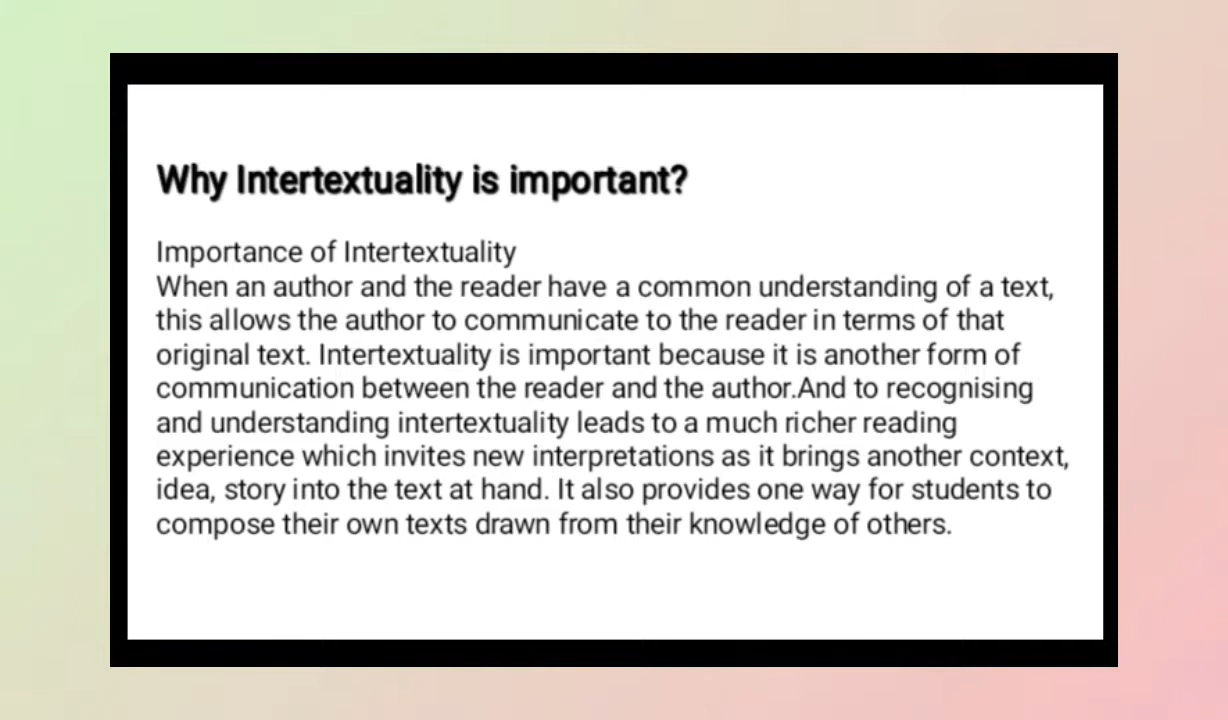 Why Intertextuality is important?
Importance of Intertextuality
When an author and the reader have a common understanding of a text,
this allows the author to communicate to the reader in terms of that
original text. Intertextuality is important because it is another form of
communication between the reader and the author.And to recognising
and understanding intertextuality leads to a much richer reading
experience which invites new interpretations as it brings another context,
idea, story into the text at hand. It also provides one way for students to
compose their own texts drawn from their knowledge of others.